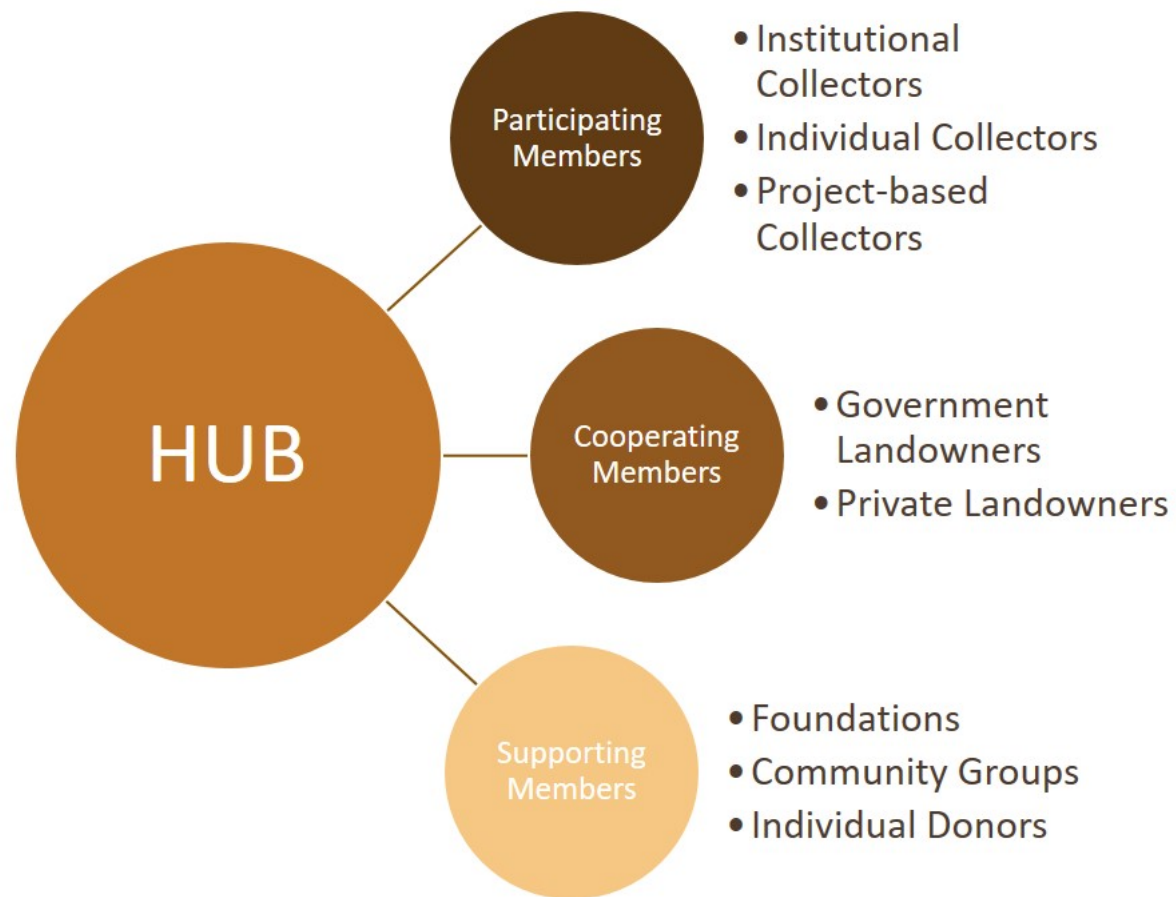 HUB
Participating
Members
• Institutional
Collectors
• Individual Collectors
• Project-based
Collectors
Cooperating
Members
• Government
Landowners
• Private Landowners
Supporting
Members
• Foundations
• Community Groups
• Individual Donors